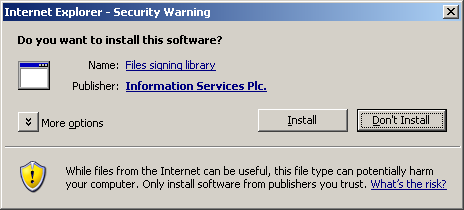 Internet Explorer - Security Warning
Do you want to install this software?
Name: Files signing library
Publisher: Information Services Plc.
More options
Install
Don't Install
While files from the Internet can be useful, this file type can potentially harm
your computer. Only install software from publishers you trust. What's the risk?